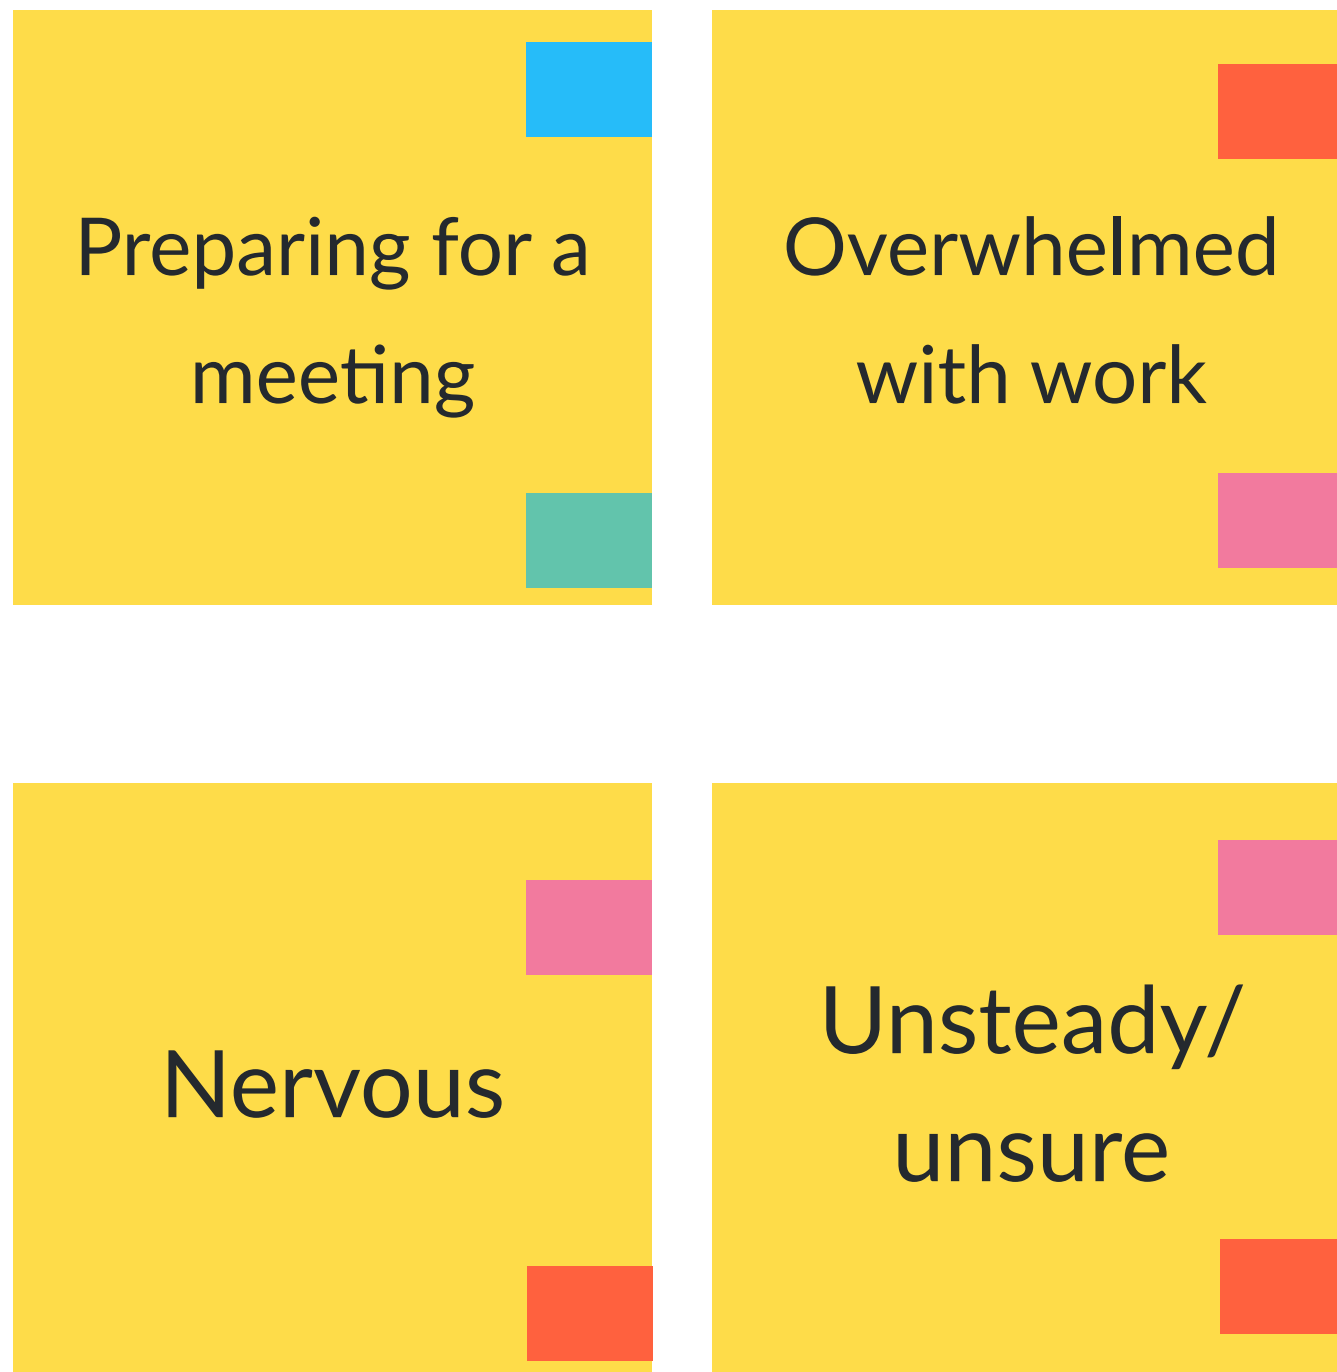 Preparing for a
meeting
Overwhelmed
with work
Nervous
Unsteady/
unsure